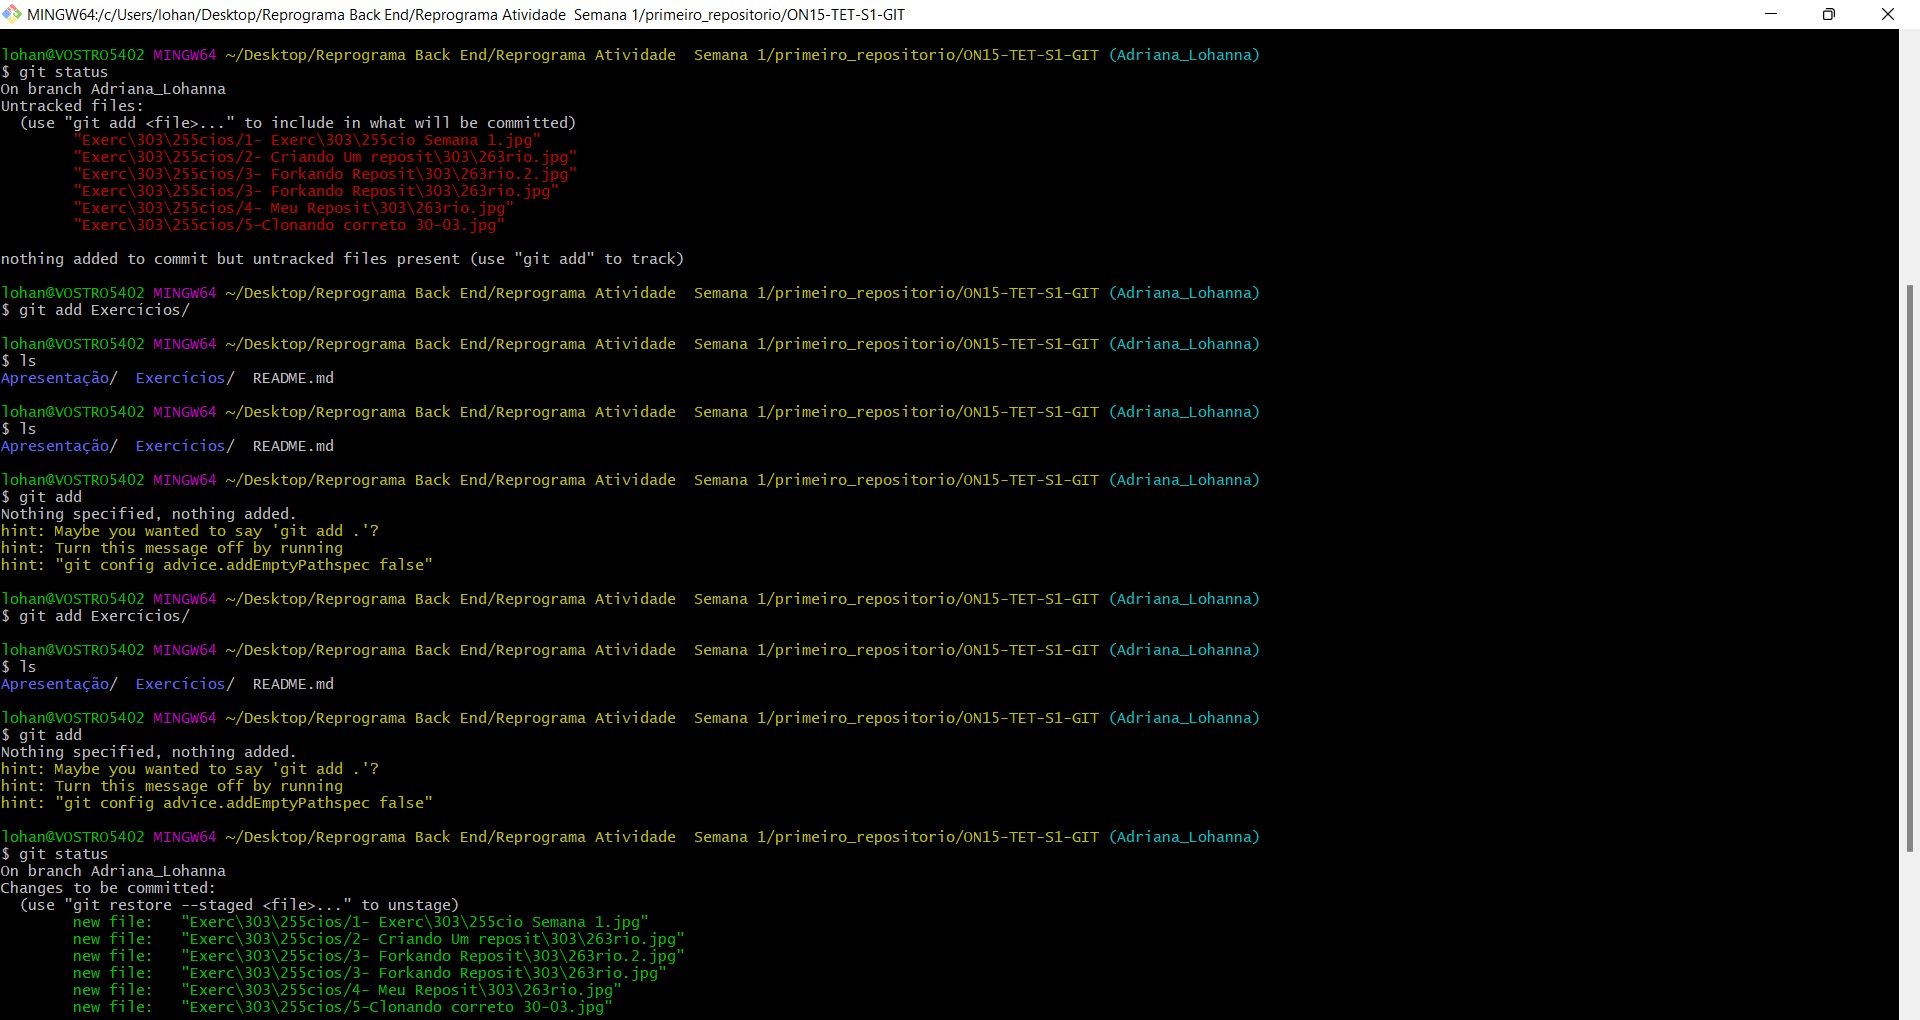 MINGW64:/c/Users/lohan/Desktop/Reprograma Back End/Reprograma Atividade  Semana 1/primeiro_repositorio/ON15-TET-S1-GIT
lohan@VOSTRO5402 MINGW64 ~/Desktop/Reprograma Back End/Reprograma Atividade  Semana 1/primeiro_repositorio/ON15-TET-S1-GIT (Adriana_Lohanna)
$ git status
On branch Adriana_Lohanna
Untracked files:
  (use "git add <file>..." to include in what will be committed)
        "Exerc\303\255cios/1- Exerc\303\255cio Semana 1.jpg"
        "Exerc\303\255cios/2- Criando Um reposit\303\263rio.jpg"
        "Exerc\303\255cios/3- Forkando Reposit\303\263rio.2.jpg"
        "Exerc\303\255cios/3- Forkando Reposit\303\263rio.jpg"
        "Exerc\303\255cios/4- Meu Reposit\303\263rio.jpg"
        "Exerc\303\255cios/5-Clonando correto 30-03.jpg"
nothing added to commit but untracked files present (use "git add" to track)
lohan@VOSTRO5402 MINGW64 ~/Desktop/Reprograma Back End/Reprograma Atividade  Semana 1/primeiro_repositorio/ON15-TET-S1-GIT (Adriana_Lohanna)
$ git add Exercícios/
lohan@VOSTRO5402 MINGW64 ~/Desktop/Reprograma Back End/Reprograma Atividade  Semana 1/primeiro_repositorio/ON15-TET-S1-GIT (Adriana_Lohanna)
$ ls
Apresentação/  Exercícios/  README.md
lohan@VOSTRO5402 MINGW64 ~/Desktop/Reprograma Back End/Reprograma Atividade  Semana 1/primeiro_repositorio/ON15-TET-S1-GIT (Adriana_Lohanna)
$ ls
Apresentação/  Exercícios/  README.md
lohan@VOSTRO5402 MINGW64 ~/Desktop/Reprograma Back End/Reprograma Atividade  Semana 1/primeiro_repositorio/ON15-TET-S1-GIT (Adriana_Lohanna)
$ git add
Nothing specified, nothing added.
hint: Maybe you wanted to say 'git add .'?
hint: Turn this message off by running
hint: "git config advice.addEmptyPathspec false"
lohan@VOSTRO5402 MINGW64 ~/Desktop/Reprograma Back End/Reprograma Atividade  Semana 1/primeiro_repositorio/ON15-TET-S1-GIT (Adriana_Lohanna)
$ git add Exercícios/
lohan@VOSTRO5402 MINGW64 ~/Desktop/Reprograma Back End/Reprograma Atividade  Semana 1/primeiro_repositorio/ON15-TET-S1-GIT (Adriana_Lohanna)
$ ls
Apresentação/  Exercícios/  README.md
lohan@VOSTRO5402 MINGW64 ~/Desktop/Reprograma Back End/Reprograma Atividade  Semana 1/primeiro_repositorio/ON15-TET-S1-GIT (Adriana_Lohanna)
$ git add
Nothing specified, nothing added.
hint: Maybe you wanted to say 'git add .'?
hint: Turn this message off by running
hint: "git config advice.addEmptyPathspec false"
lohan@VOSTRO5402 MINGW64 ~/Desktop/Reprograma Back End/Reprograma Atividade  Semana 1/primeiro_repositorio/ON15-TET-S1-GIT (Adriana_Lohanna)
$ git status
On branch Adriana_Lohanna
Changes to be committed:
  (use "git restore --staged <file>..." to unstage)
        new file:   "Exerc\303\255cios/1- Exerc\303\255cio Semana 1.jpg"
        new file:   "Exerc\303\255cios/2- Criando Um reposit\303\263rio.jpg"
        new file:   "Exerc\303\255cios/3- Forkando Reposit\303\263rio.2.jpg"
        new file:   "Exerc\303\255cios/3- Forkando Reposit\303\263rio.jpg"
        new file:   "Exerc\303\255cios/4- Meu Reposit\303\263rio.jpg"
        new file:   "Exerc\303\255cios/5-Clonando correto 30-03.jpg"